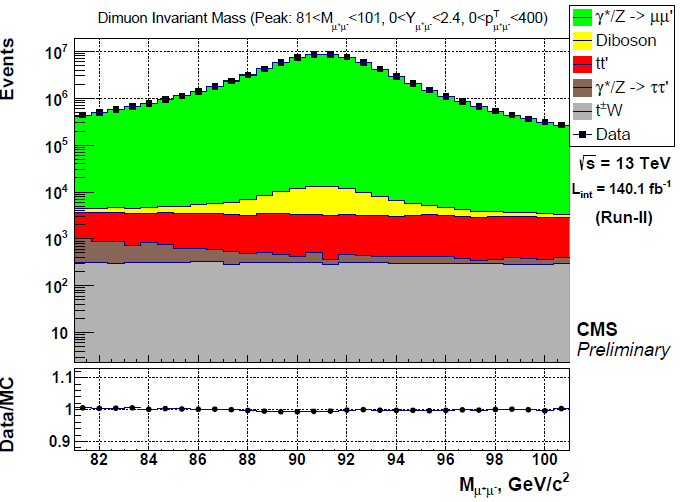 Dimuon Invariant Mass (Peak: 81<Mμ⁺μ⁻<101, 0<Yμ⁺μ⁻<2.4, 0<pᵀμ⁺μ⁻<400)
Events
10⁷
10⁶
10⁵
10⁴
10³
10²
10
γ*/Z -> μμ'
Diboson
tt'
γ*/Z -> ττ'
t±W
Data
√s = 13 TeV
Lint = 140.1 fb⁻¹
(Run-II)
CMS
Preliminary
Data/MC
1.1
1
0.9
82 84 86 88 90 92 94 96 98 100
Mμ⁺μ⁻, GeV/c²